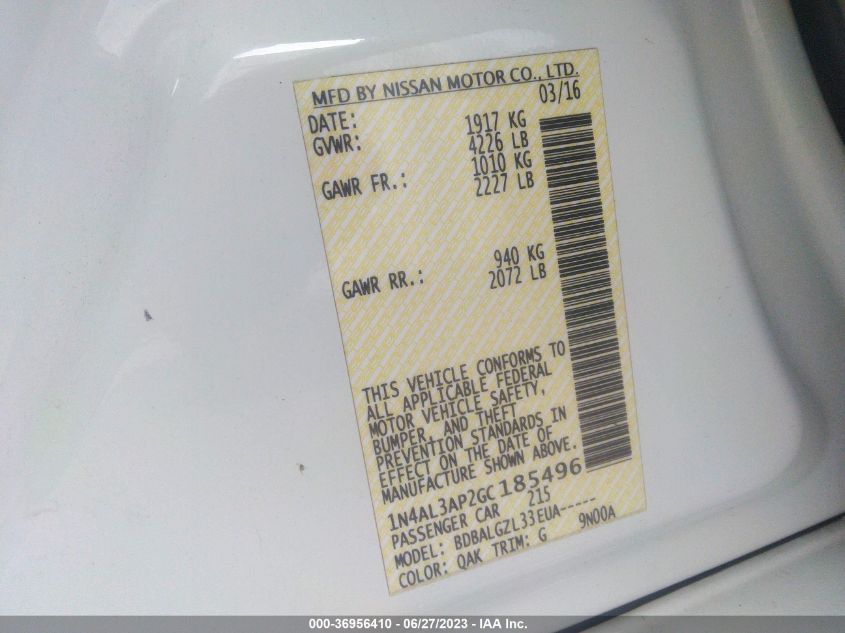 MFD BY NISSAN MOTOR CO., LTD.
DATE: 03/16
GVWR: 1917 KG
4226 LB
GAWR FR.: 1010 KG
2227 LB
GAWR RR.: 940 KG
2072 LB
THIS VEHICLE CONFORMS TO
ALL APPLICABLE FEDERAL
MOTOR VEHICLE SAFETY,
BUMPER, AND THEFT
PREVENTION STANDARDS IN
EFFECT ON THE DATE OF
MANUFACTURE SHOWN ABOVE.
1N4AL3AP2GC185496
PASSENGER CAR 215
MODEL: BDBALGZL33EUA-----
COLOR: QAK TRIM: G 9N00A
000-36956410 - 06/27/2023 - IAA Inc.